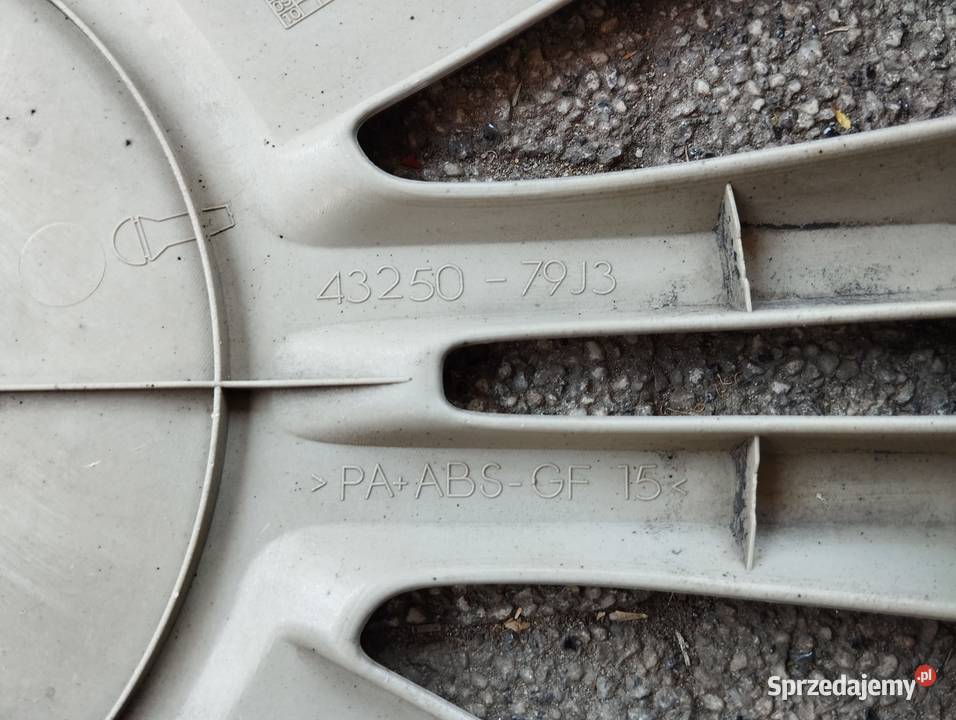 43250-79J3
>PA+ABS-GF 15<
Sprzedajemy.pl